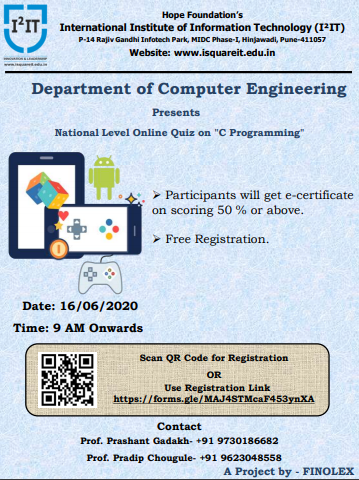 I²IT
INNOVATION & LEADERSHIP
www.isquareit.edu.in
Hope Foundation's
International Institute of Information Technology (I²IT)
P-14 Rajiv Gandhi Infotech Park, MIDC Phase-I, Hinjawadi, Pune-411057
Website: www.isquareit.edu.in
Department of Computer Engineering
Presents
National Level Online Quiz on "C Programming"
➢ Participants will get e-certificate
on scoring 50 % or above.
➢ Free Registration.
Date: 16/06/2020
Time: 9 AM Onwards
Scan QR Code for Registration
OR
Use Registration Link
https://forms.gle/MAJ4STMcaF453ynXA
Contact
Prof. Prashant Gadakh- +91 9730186682
Prof. Pradip Chougule- +91 9623048558
A Project by - FINOLEX